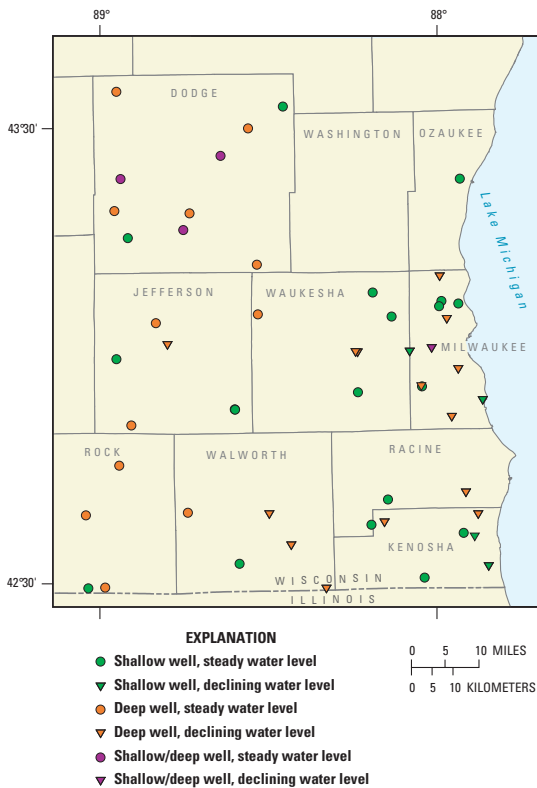 89°
88°
DODGE
43°30'
WASHINGTON
OZAUKEE
Lake Michigan
JEFFERSON
WAUKESHA
MILWAUKEE
ROCK
WALWORTH
RACINE
KENOSHA
42°30'
WISCONSIN
ILLINOIS
EXPLANATION
Shallow well, steady water level
Shallow well, declining water level
Deep well, steady water level
Deep well, declining water level
Shallow/deep well, steady water level
Shallow/deep well, declining water level
0 5 10 MILES
0 5 10 KILOMETERS